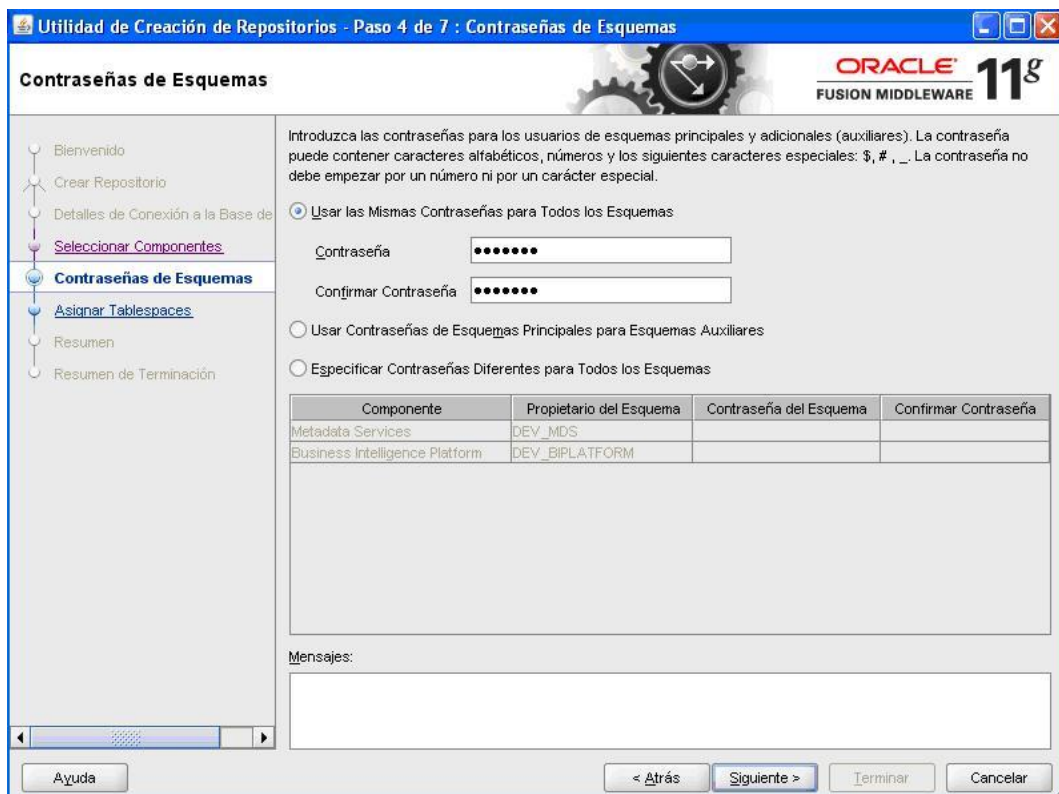 Utilidad de Creación de Repositorios - Paso 4 de 7 : Contraseñas de Esquemas
Contraseñas de Esquemas
ORACLE
FUSION MIDDLEWARE 11g
Bienvenido
Crear Repositorio
Detalles de Conexión a la Base de
Seleccionar Componentes
Contraseñas de Esquemas
Asignar Tablespaces
Resumen
Resumen de Terminación
Introduzca las contraseñas para los usuarios de esquemas principales y adicionales (auxiliares). La contraseña
puede contener caracteres alfabéticos, números y los siguientes caracteres especiales: $, # , _. La contraseña no
debe empezar por un número ni por un carácter especial.
Usar las Mismas Contraseñas para Todos los Esquemas
Contraseña •••••••
Confirmar Contraseña •••••••
Usar Contraseñas de Esquemas Principales para Esquemas Auxiliares
Especificar Contraseñas Diferentes para Todos los Esquemas
Componente Propietario del Esquema Contraseña del Esquema Confirmar Contraseña
Metadata Services DEV_MDS
Business Intelligence Platform DEV_BIPLATFORM
Mensajes:
Ayuda < Atrás Siguiente > Terminar Cancelar